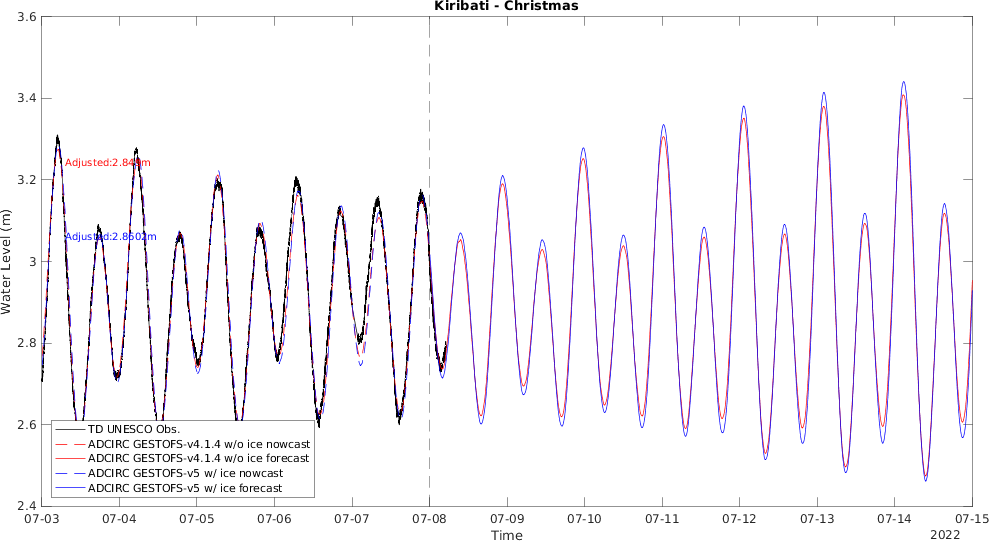 Kiribati - Christmas
3.6
3.4
3.2
3
2.8
2.6
2.4
Water Level (m)
Adjusted:2.8602m
TD UNESCO Obs.
ADCIRC GESTOFS-v4.1.4 w/o ice nowcast
ADCIRC GESTOFS-v4.1.4 w/o ice forecast
ADCIRC GESTOFS-v5 w/ ice nowcast
ADCIRC GESTOFS-v5 w/ ice forecast
07-03 07-04 07-05 07-06 07-07 07-08 07-09 07-10 07-11 07-12 07-13 07-14 07-15
Time
2022